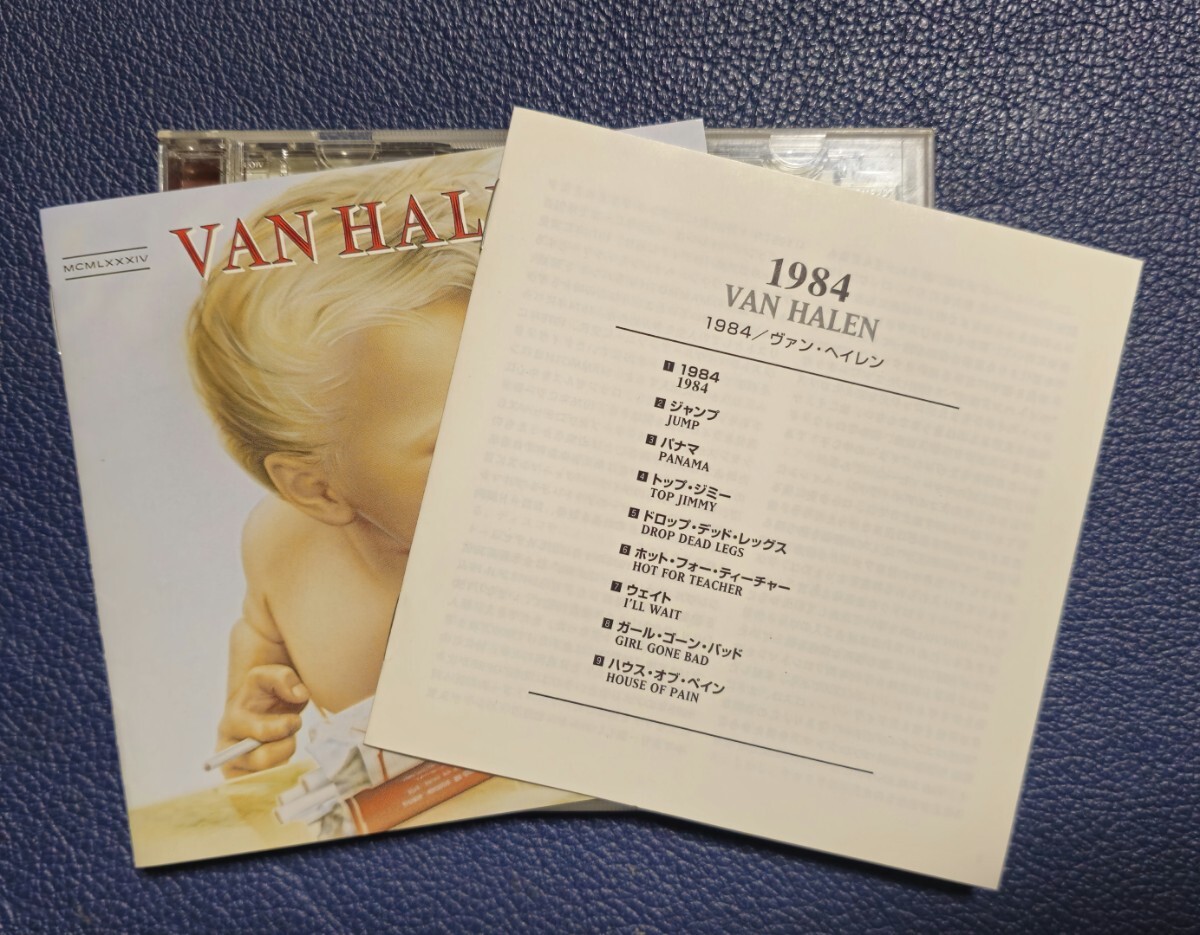 MCMLXXXIV
VAN HAL
1984
VAN HALEN
1984/ヴァン・ヘイレン
1 1984
1984
2 ジャンプ
JUMP
3 パナマ
PANAMA
4 トップ・ジミー
TOP JIMMY
5 ドロップ・デッド・レッグス
DROP DEAD LEGS
6 ホット・フォー・ティーチャー
HOT FOR TEACHER
7 ウェイト
I'LL WAIT
8 ガール・ゴーン・バッド
GIRL GONE BAD
9 ハウス・オブ・ペイン
HOUSE OF PAIN